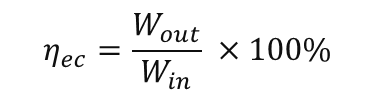 η_ec = W_out / W_in × 100%